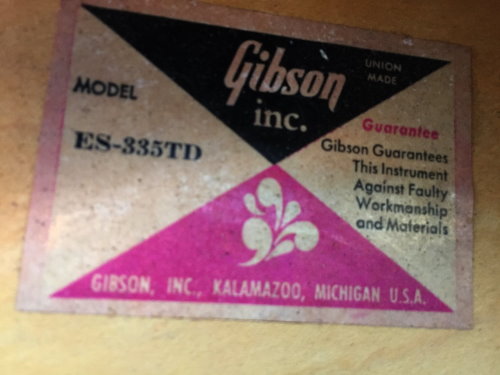 Gibson
inc.
UNION
MADE
MODEL
ES-335TD
Guarantee
Gibson Guarantees
This Instrument
Against Faulty
Workmanship
and Materials
GIBSON, INC., KALAMAZOO, MICHIGAN U.S.A.